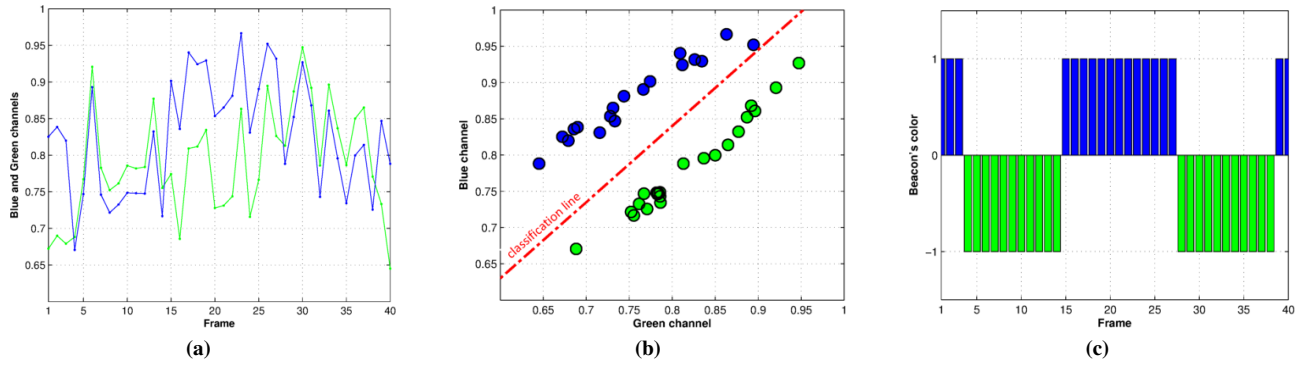 1
0.95
0.9
0.85
0.8
0.75
0.7
0.65
1 5 10 15 20 25 30 35 40
Blue and Green channels
Frame
(a)
1
0.95
0.9
0.85
0.8
0.75
0.7
0.65
0.65 0.7 0.75 0.8 0.85 0.9 0.95 1
Blue channel
Green channel
classification line
(b)
1
0
−1
1 5 10 15 20 25 30 35 40
Beacon's color
Frame
(c)